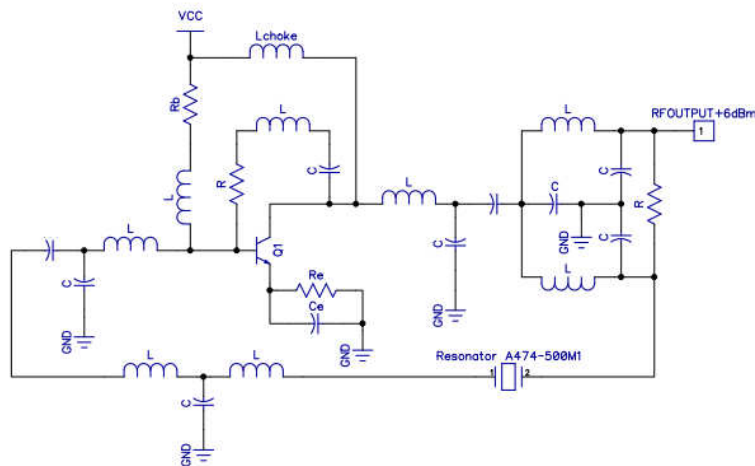 VCC
Lchoke
Rb
L
L
R
C
L
Q1
Re
Ce
GND
L
C
GND
L
C
GND
L
C
L
C
GND
C
L
R
RFOUTPUT+6dBm
1
L
C
GND
L
Resonator A474-500M1
1
2